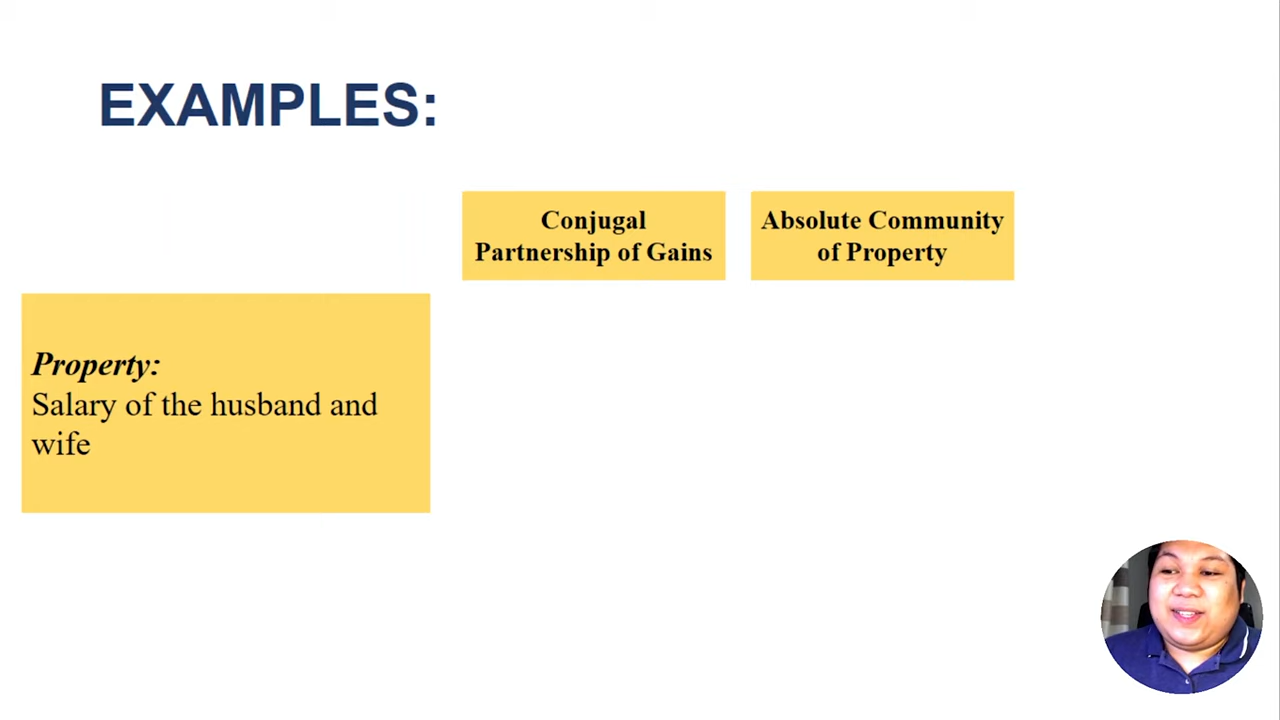 EXAMPLES:
Conjugal
Partnership of Gains
Absolute Community
of Property
Property:
Salary of the husband and
wife